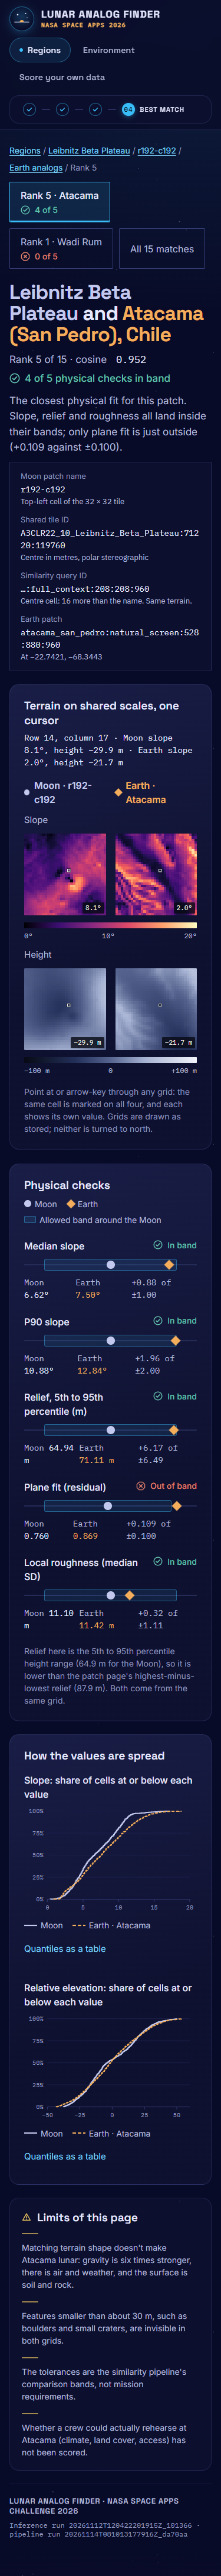 LUNAR ANALOG FINDER
NASA SPACE APPS 2026
Regions
Environment
Score your own data
94 BEST MATCH
Regions / Leibnitz Beta Plateau / r192-c192 /
Earth analogs / Rank 5
Rank 5 · Atacama
4 of 5
Rank 1 · Wadi Rum
0 of 5
All 15 matches
Leibnitz Beta
Plateau and Atacama
(San Pedro), Chile
Rank 5 of 15 · cosine 0.952
4 of 5 physical checks in band
The closest physical fit for this patch.
Slope, relief and roughness all land inside
their bands; only plane fit is just outside
(+0.109 against ±0.100).
Moon patch name
r192-c192
Top-left cell of the 32 × 32 tile
Shared tile ID
A3CLR22_10_Leibnitz_Beta_Plateau:712
20:119760
Centre in metres, polar stereographic
Similarity query ID
…:full_context:208:208:960
Centre cell: 16 more than the name. Same terrain.
Earth patch
atacama_san_pedro:natural_screen:528
:880:960
At −22.7421, −68.3443
Terrain on shared scales, one
cursor
Row 14, column 17 · Moon slope
8.1°, height −29.9 m · Earth slope
2.0°, height −21.7 m
Moon · r192-
c192
Earth ·
Atacama
Slope
8.1°
2.0°
0° 10° 20°
Height
−29.9 m
−21.7 m
−100 m 0 +100 m
Point at or arrow-key through any grid: the
same cell is marked on all four, and each
shows its own value. Grids are drawn as
stored; neither is turned to north.
Physical checks
Moon Earth
Allowed band around the Moon
Median slope In band
Moon Earth +0.88 of
6.62° 7.50° ±1.00
P90 slope In band
Moon Earth +1.96 of
10.88° 12.84° ±2.00
Relief, 5th to 95th In band
percentile (m)
Moon 64.94 Earth +6.17 of
m 71.11 m ±6.49
Plane fit (residual) Out of band
Moon Earth +0.109 of
0.760 0.869 ±0.100
Local roughness (median In band
SD)
Moon 11.10 Earth +0.32 of
m 11.42 m ±1.11
Relief here is the 5th to 95th percentile
height range (64.9 m for the Moon), so it is
lower than the patch page's highest-minus-
lowest relief (87.9 m). Both come from the
same grid.
How the values are spread
Slope: share of cells at or below each
value
100%
75%
50%
25%
0%
0 5 10 15 20
Moon Earth · Atacama
Quantiles as a table
Relative elevation: share of cells at or
below each value
100%
75%
50%
25%
0%
−50 −25 0 25 50
Moon Earth · Atacama
Quantiles as a table
Limits of this page
Matching terrain shape doesn't make
Atacama lunar: gravity is six times stronger,
there is air and weather, and the surface is
soil and rock.
Features smaller than about 30 m, such as
boulders and small craters, are invisible in
both grids.
The tolerances are the similarity pipeline's
comparison bands, not mission
requirements.
Whether a crew could actually rehearse at
Atacama (climate, land cover, access) has
not been scored.
LUNAR ANALOG FINDER · NASA SPACE APPS
CHALLENGE 2026
Inference run 20261112T120422201915Z_101366 ·
pipeline run 20261114T001013177916Z_da70aa